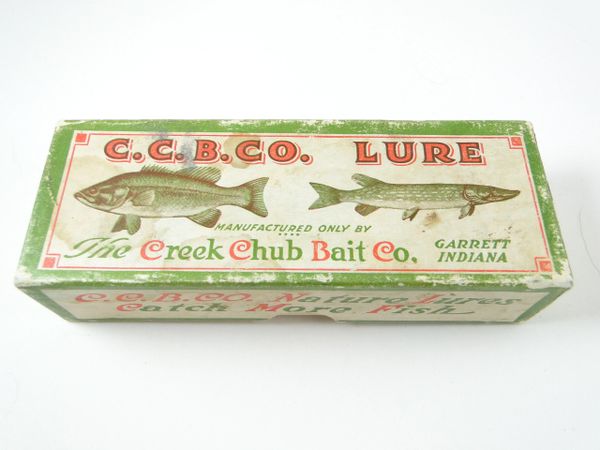 C.C.B.CO. LURE
MANUFACTURED ONLY BY
The Creek Chub Bait Co. GARRETT INDIANA
C.C.B.CO. Nature Lures
Catch More Fish